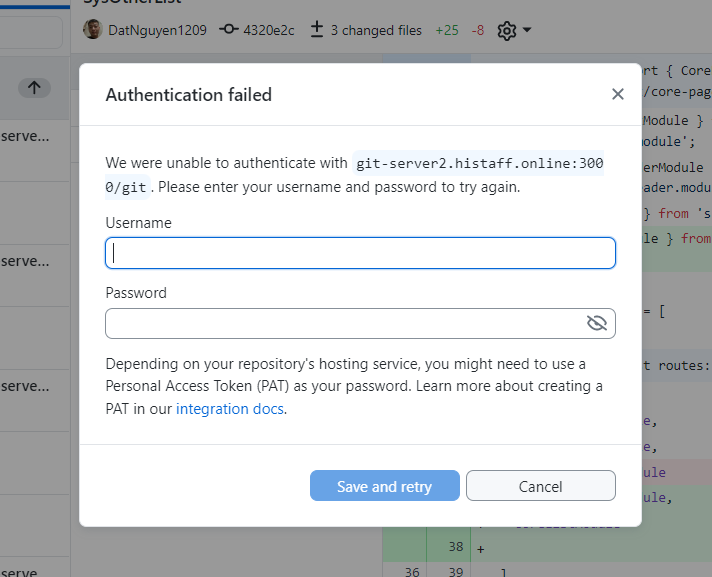 SysOtherList
DatNguyen1209 4320e2c 3 changed files +25 -8
Authentication failed
We were unable to authenticate with git-server2.histaff.online:300
0/git. Please enter your username and password to try again.
Username
Password
Depending on your repository's hosting service, you might need to use a
Personal Access Token (PAT) as your password. Learn more about creating a
PAT in our integration docs.
Save and retry
Cancel
serve...
serve...
serve...
serve...
rt { Core
/core-pag
Module }
odule';
erModule
ader.modu
} from 's
le } from
= [
t routes:
e,
e,
ule
ule,
38 +
36 39 ]